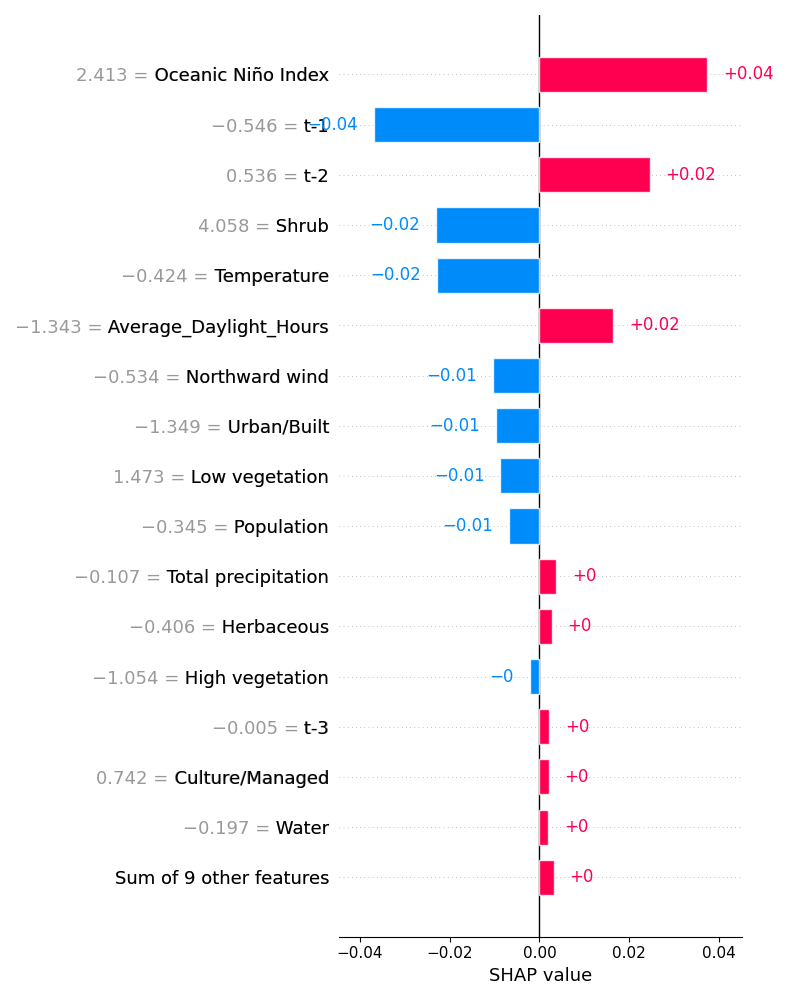 2.413 = Oceanic Niño Index +0.04
−0.546 = t-1 −0.04
0.536 = t-2 +0.02
4.058 = Shrub −0.02
−0.424 = Temperature −0.02
−1.343 = Average_Daylight_Hours +0.02
−0.534 = Northward wind −0.01
−1.349 = Urban/Built −0.01
1.473 = Low vegetation −0.01
−0.345 = Population −0.01
−0.107 = Total precipitation +0
−0.406 = Herbaceous +0
−1.054 = High vegetation −0
−0.005 = t-3 +0
0.742 = Culture/Managed +0
−0.197 = Water +0
Sum of 9 other features +0
−0.04 −0.02 0.00 0.02 0.04
SHAP value